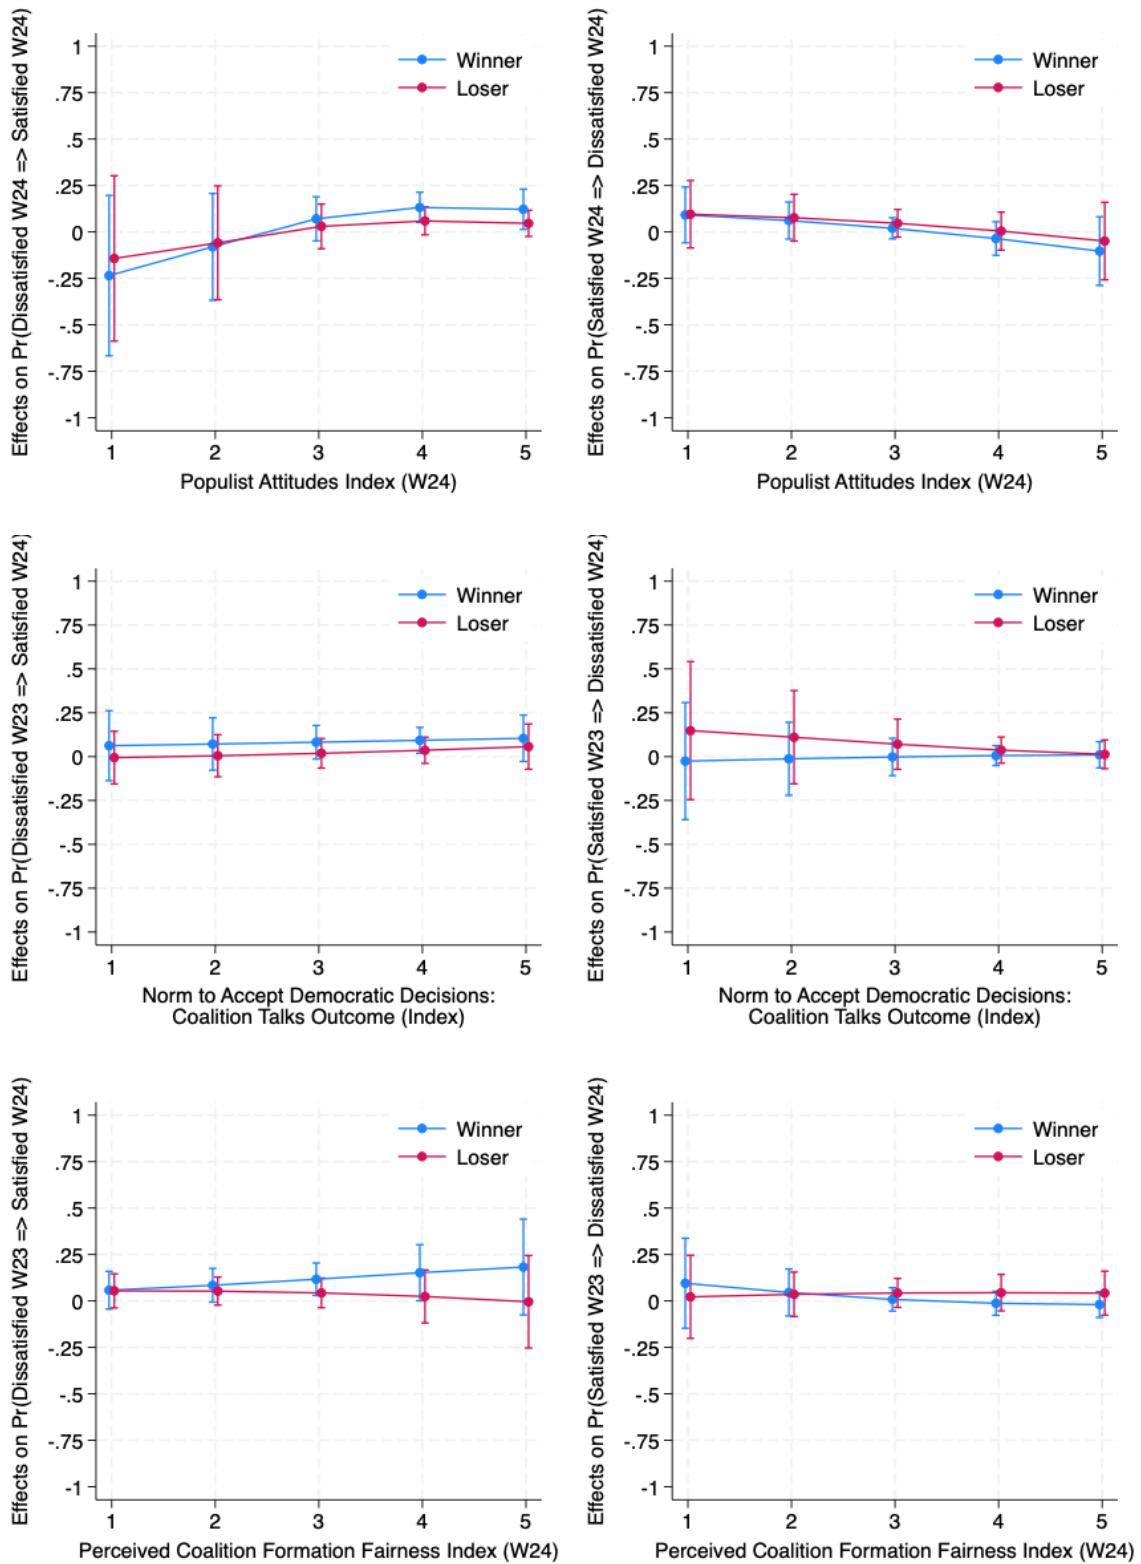 Effects on Pr(Dissatisfied W24 => Satisfied W24)
1
.75
.5
.25
0
-.25
-.5
-.75
-1
Winner
Loser
1 2 3 4 5
Populist Attitudes Index (W24)
Effects on Pr(Satisfied W24 => Dissatisfied W24)
1
.75
.5
.25
0
-.25
-.5
-.75
-1
Winner
Loser
1 2 3 4 5
Populist Attitudes Index (W24)
Effects on Pr(Dissatisfied W23 => Satisfied W24)
1
.75
.5
.25
0
-.25
-.5
-.75
-1
Winner
Loser
1 2 3 4 5
Norm to Accept Democratic Decisions:
Coalition Talks Outcome (Index)
Effects on Pr(Satisfied W23 => Dissatisfied W24)
1
.75
.5
.25
0
-.25
-.5
-.75
-1
Winner
Loser
1 2 3 4 5
Norm to Accept Democratic Decisions:
Coalition Talks Outcome (Index)
Effects on Pr(Dissatisfied W23 => Satisfied W24)
1
.75
.5
.25
0
-.25
-.5
-.75
-1
Winner
Loser
1 2 3 4 5
Perceived Coalition Formation Fairness Index (W24)
Effects on Pr(Satisfied W23 => Dissatisfied W24)
1
.75
.5
.25
0
-.25
-.5
-.75
-1
Winner
Loser
1 2 3 4 5
Perceived Coalition Formation Fairness Index (W24)